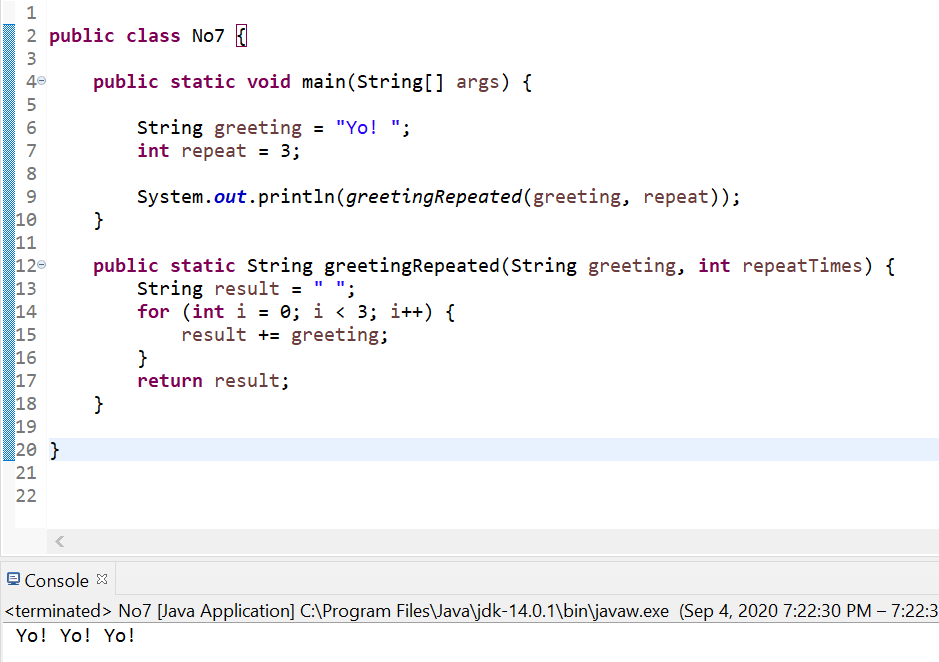 1
2 public class No7 {
3
4 public static void main(String[] args) {
5
6 String greeting = "Yo! ";
7 int repeat = 3;
8
9 System.out.println(greetingRepeated(greeting, repeat));
10 }
11
12 public static String greetingRepeated(String greeting, int repeatTimes) {
13 String result = " ";
14 for (int i = 0; i < 3; i++) {
15 result += greeting;
16 }
17 return result;
18 }
19
20 }
21
22
Console
<terminated> No7 [Java Application] C:\Program Files\Java\jdk-14.0.1\bin\javaw.exe (Sep 4, 2020 7:22:30 PM – 7:22:3
Yo! Yo! Yo!